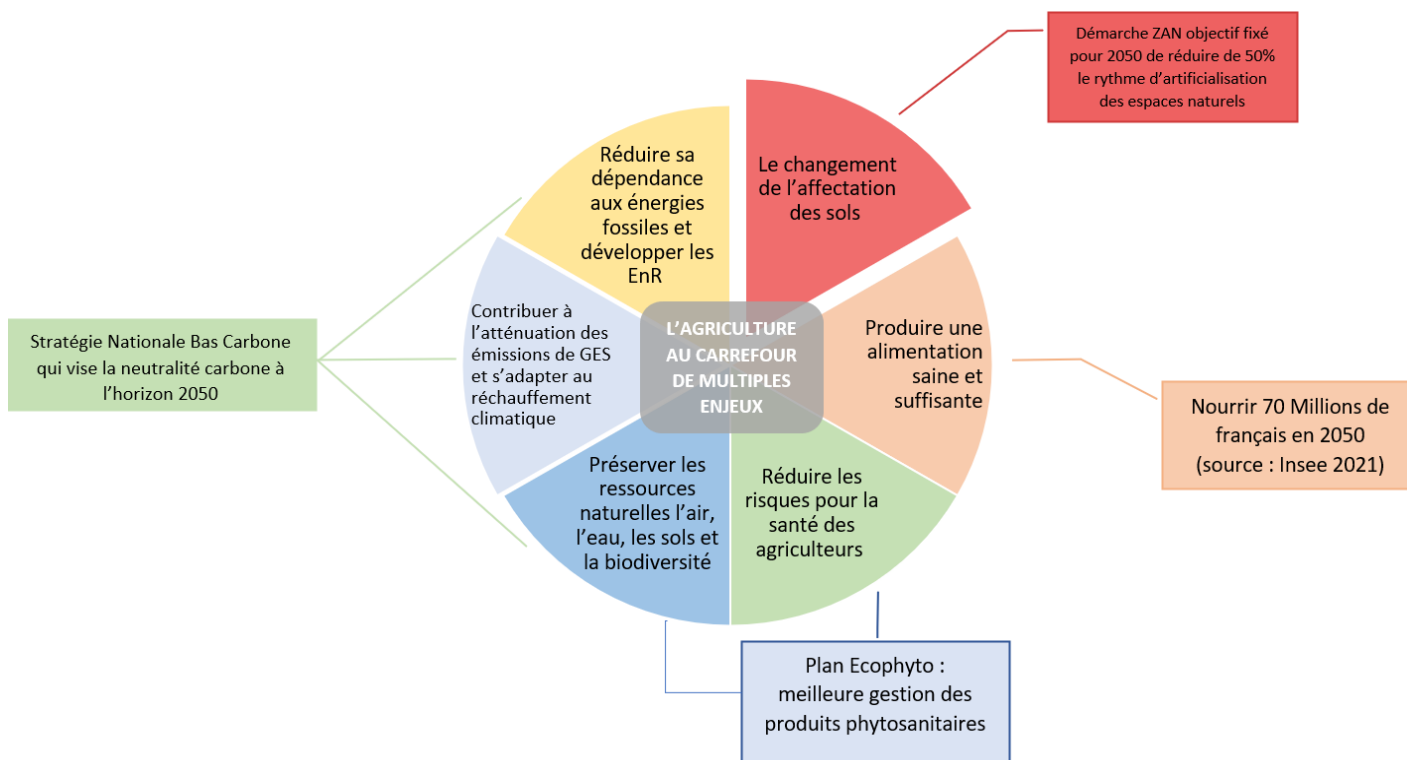 Démarche ZAN objectif fixé
pour 2050 de réduire de 50%
le rythme d’artificialisation
des espaces naturels
Réduire sa
dépendance
aux énergies
fossiles et
développer les
EnR
Le changement
de l’affectation
des sols
Stratégie Nationale Bas Carbone
qui vise la neutralité carbone à
l’horizon 2050
Contribuer à
l’atténuation des
émissions de GES
et s’adapter au
réchauffement
climatique
L’AGRICULTURE
AU CARREFOUR
DE MULTIPLES
ENJEUX
Produire une
alimentation
saine et
suffisante
Nourrir 70 Millions de
français en 2050
(source : Insee 2021)
Préserver les
ressources
naturelles l’air,
l’eau, les sols et
la biodiversité
Réduire les
risques pour la
santé des
agriculteurs
Plan Ecophyto :
meilleure gestion des
produits phytosanitaires